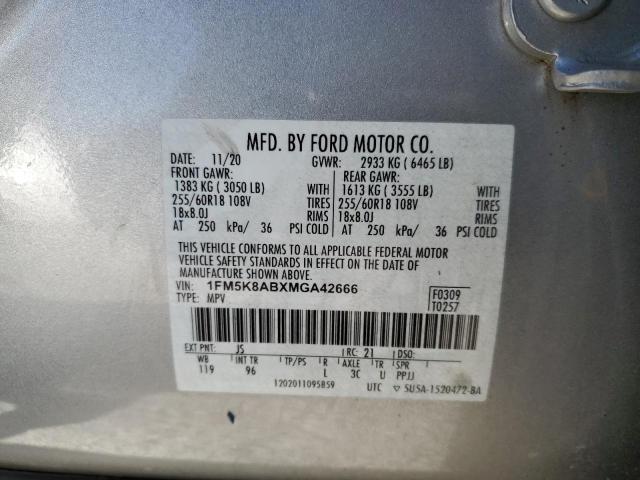 MFD. BY FORD MOTOR CO.
DATE: 11/20 GVWR: 2933 KG ( 6465 LB)
FRONT GAWR: REAR GAWR:
1383 KG ( 3050 LB) WITH 1613 KG ( 3555 LB) WITH
255/60R18 108V TIRES 255/60R18 108V TIRES
18x8.0J RIMS 18x8.0J RIMS
AT 250 kPa/ 36 PSI COLD AT 250 kPa/ 36 PSI COLD
THIS VEHICLE CONFORMS TO ALL APPLICABLE FEDERAL MOTOR
VEHICLE SAFETY STANDARDS IN EFFECT ON THE DATE OF
MANUFACTURE SHOWN ABOVE.
VIN: 1FM5K8ABXMGA42666 F0309
TYPE: MPV T0257
EXT PNT: JS RC: 21 DSO:
WB INT TR TP/PS R AXLE TR SPR
119 96 L 3C U PPJJ
1202011095859 UTC ▽ 5U5A-1520472-BA